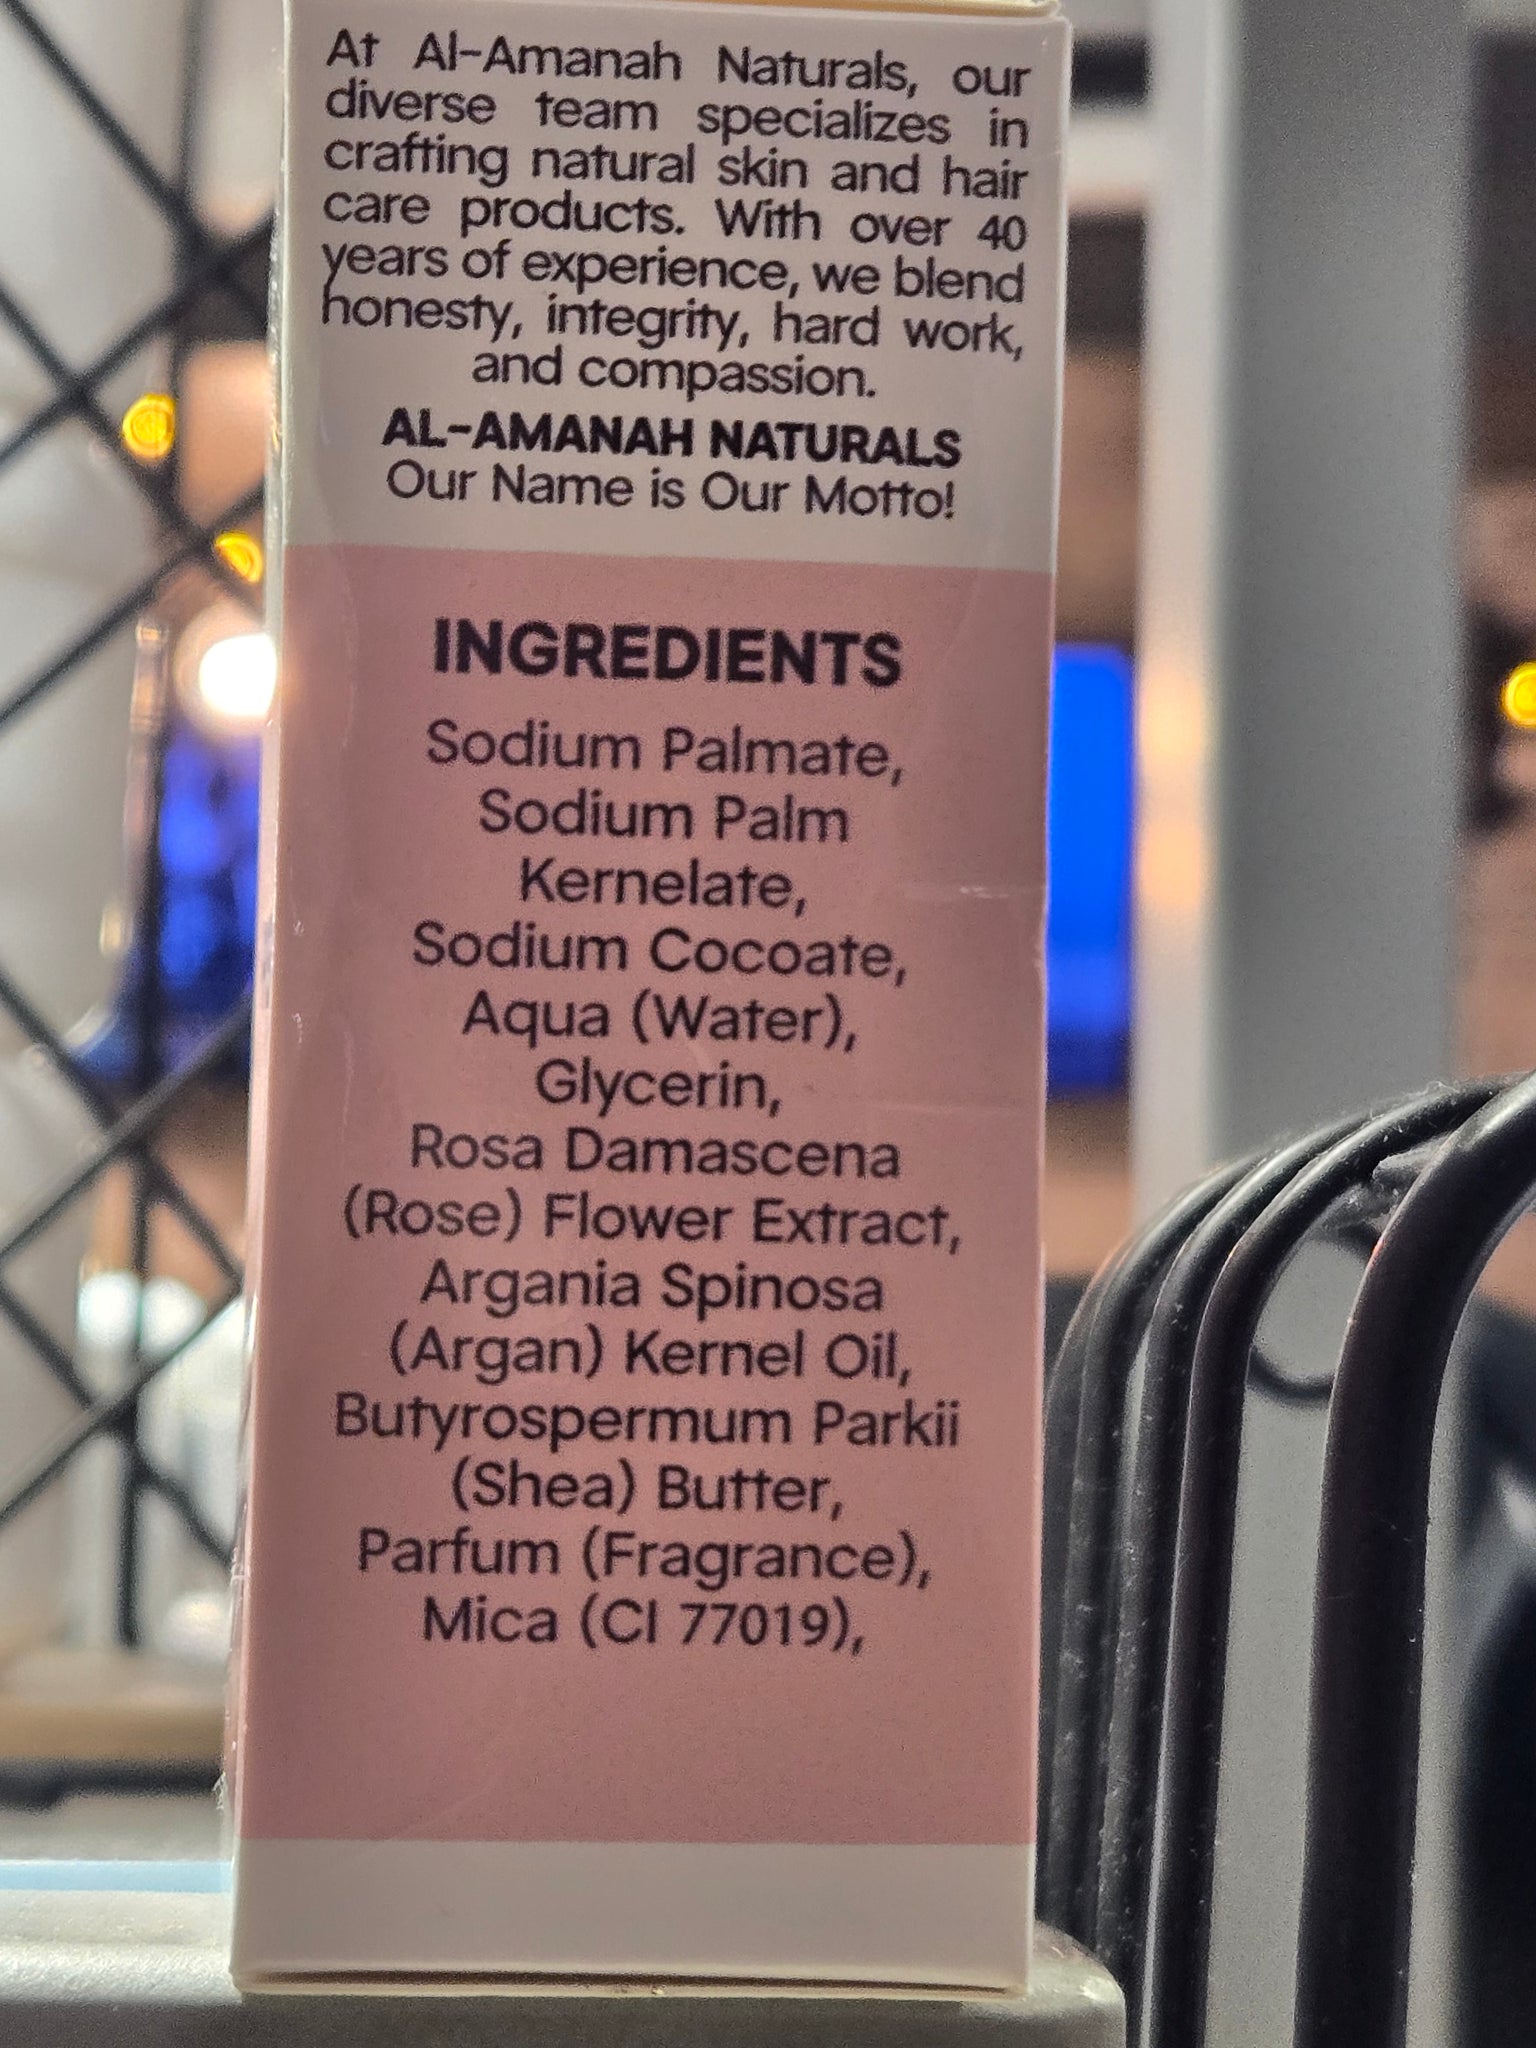 At Al-Amanah Naturals, our
diverse team specializes in
crafting natural skin and hair
care products. With over 40
years of experience, we blend
honesty, integrity, hard work,
and compassion.
AL-AMANAH NATURALS
Our Name is Our Motto!
INGREDIENTS
Sodium Palmate,
Sodium Palm
Kernelate,
Sodium Cocoate,
Aqua (Water),
Glycerin,
Rosa Damascena
(Rose) Flower Extract,
Argania Spinosa
(Argan) Kernel Oil,
Butyrospermum Parkii
(Shea) Butter,
Parfum (Fragrance),
Mica (CI 77019),